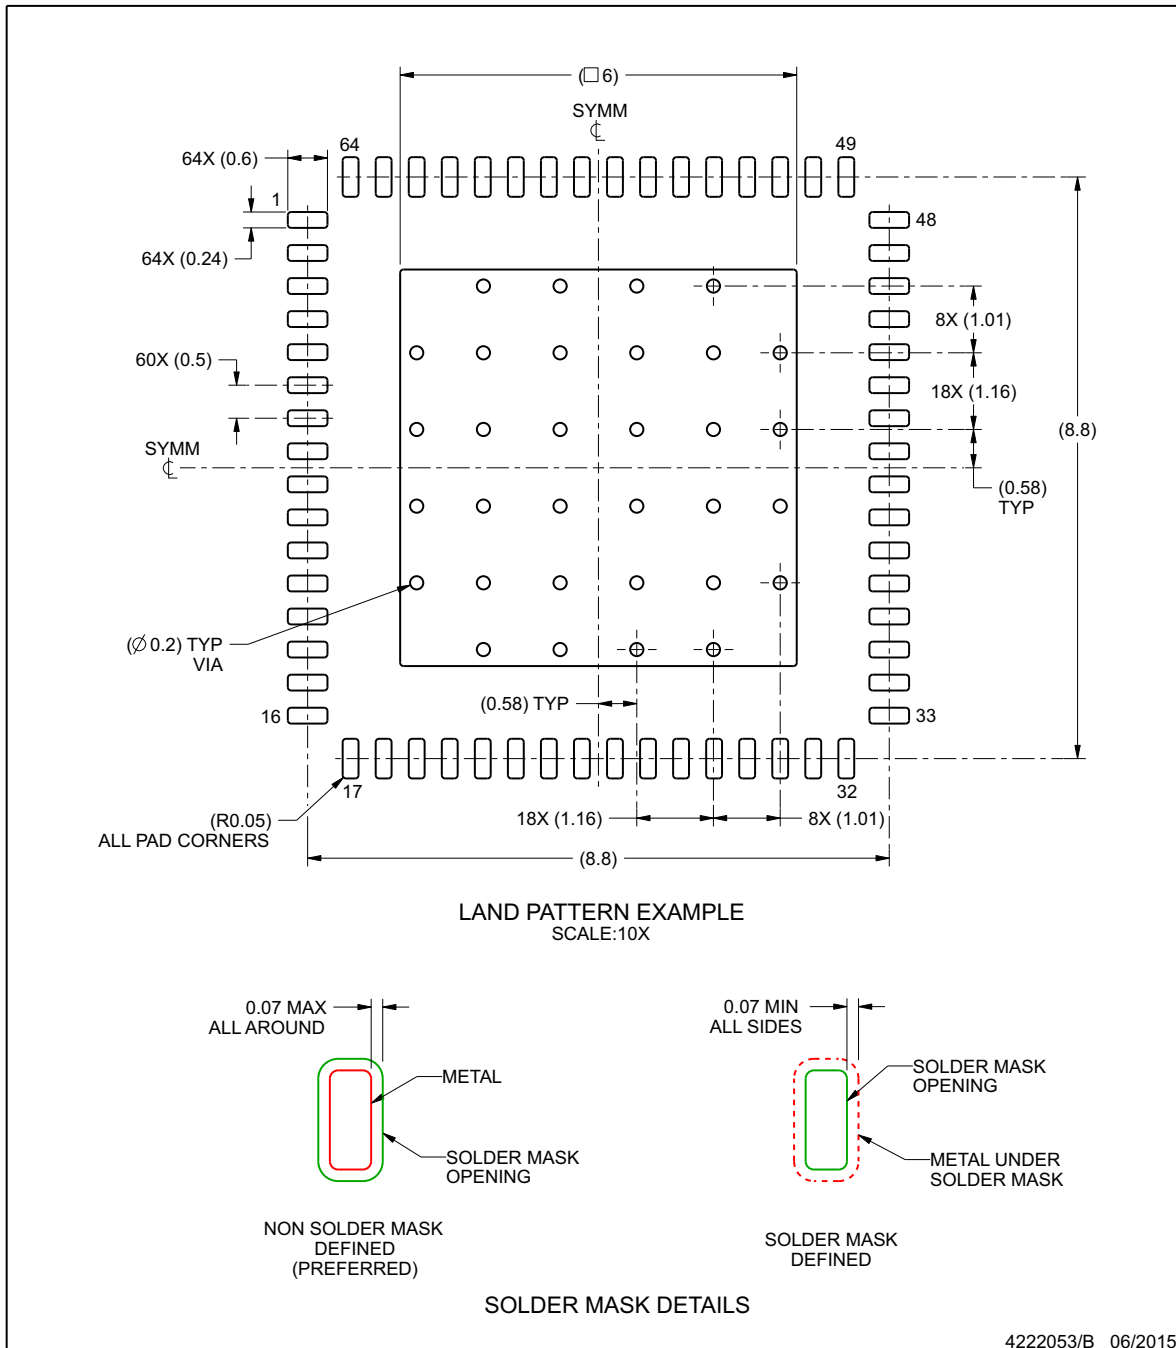 (□6)
SYMM
℄
64
49
64X (0.6)
1
48
64X (0.24)
8X (1.01)
60X (0.5)
18X (1.16)
(8.8)
SYMM
℄
(0.58)
TYP
(∅0.2) TYP
VIA
(0.58) TYP
16
33
17
32
(R0.05)
ALL PAD CORNERS
18X (1.16)
8X (1.01)
(8.8)
LAND PATTERN EXAMPLE
SCALE:10X
0.07 MAX
ALL AROUND
METAL
SOLDER MASK
OPENING
NON SOLDER MASK
DEFINED
(PREFERRED)
0.07 MIN
ALL SIDES
SOLDER MASK
OPENING
METAL UNDER
SOLDER MASK
SOLDER MASK
DEFINED
SOLDER MASK DETAILS
4222053/B 06/2015